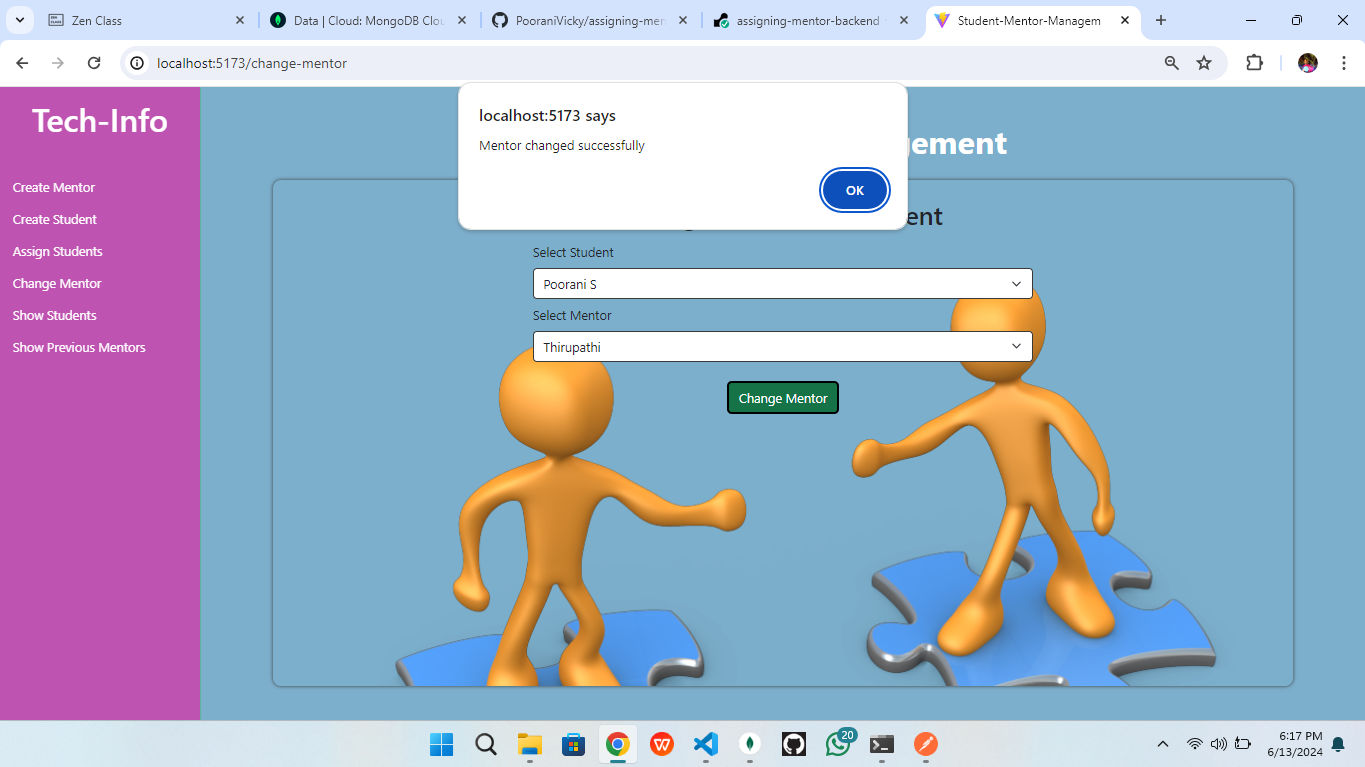 Zen Class
Data | Cloud: MongoDB Clou
PooraniVicky/assigning-men
assigning-mentor-backend
Student-Mentor-Managem
localhost:5173/change-mentor
Tech-Info
Create Mentor
Create Student
Assign Students
Change Mentor
Show Students
Show Previous Mentors
localhost:5173 says
Mentor changed successfully
OK
gement
ent
Select Student
Poorani S
Select Mentor
Thirupathi
Change Mentor
20
6:17 PM
6/13/2024